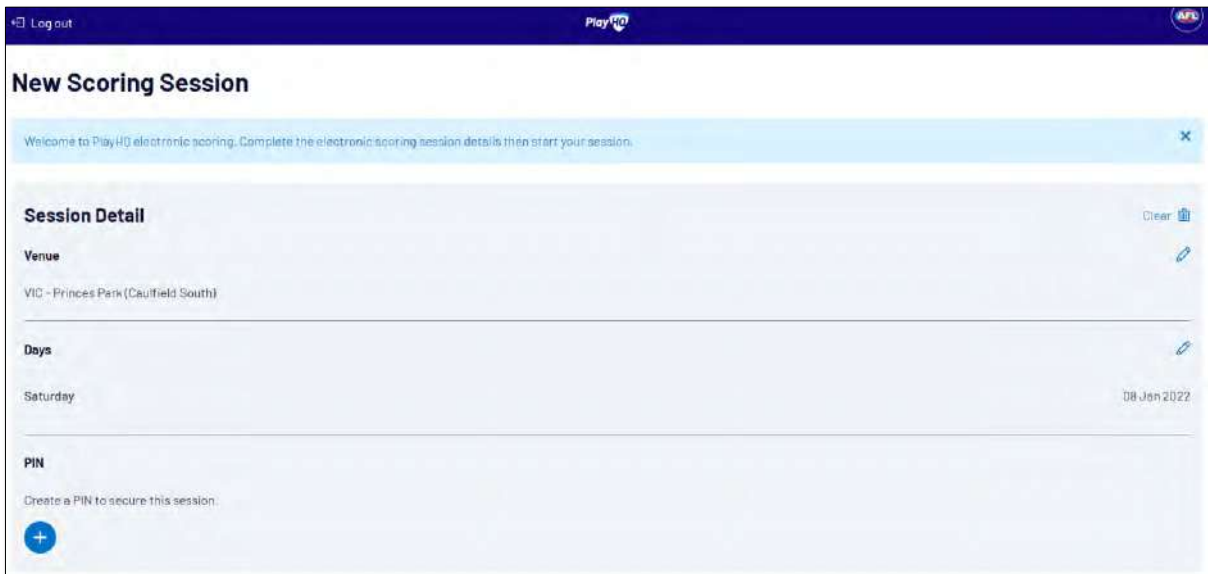 Log out
PlayHQ
AFL
New Scoring Session
Welcome to PlayHQ electronic scoring. Complete the electronic scoring session details then start your session.
Session Detail
Clear
Venue
VIC - Princes Park (Caulfield South)
Days
Saturday
08 Jan 2022
PIN
Create a PIN to secure this session.